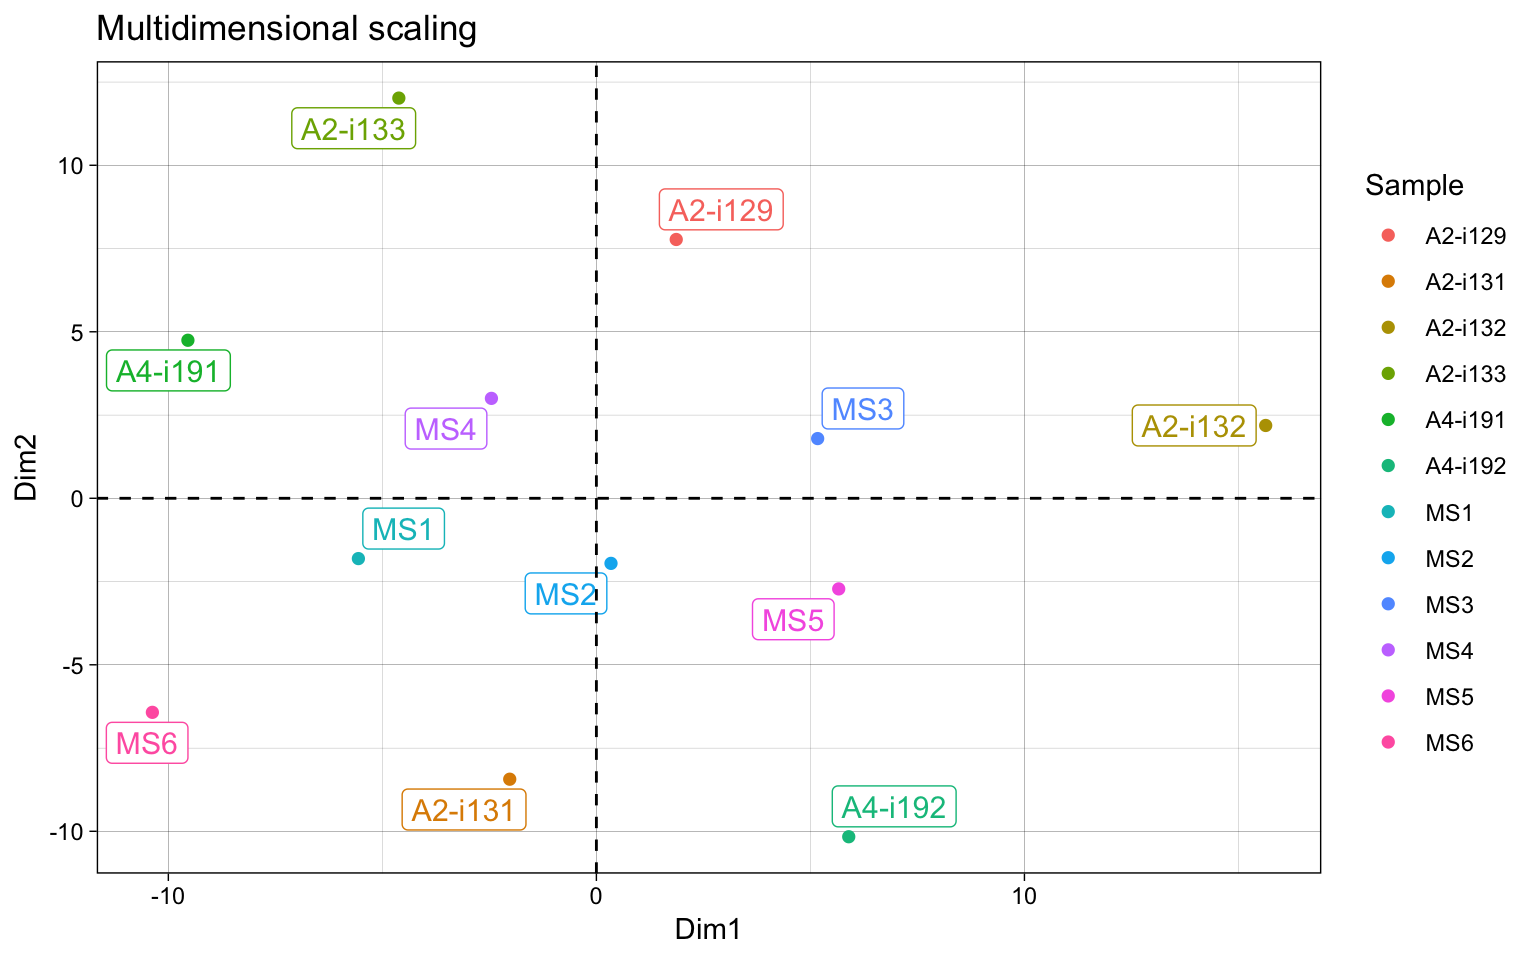 Multidimensional scaling
A2-i133
A2-i129
A4-i191
MS4
MS3
A2-i132
MS1
MS2
MS5
MS6
A2-i131
A4-i192
10
5
0
-5
-10
Dim2
-10
0
10
Dim1
Sample
A2-i129
A2-i131
A2-i132
A2-i133
A4-i191
A4-i192
MS1
MS2
MS3
MS4
MS5
MS6